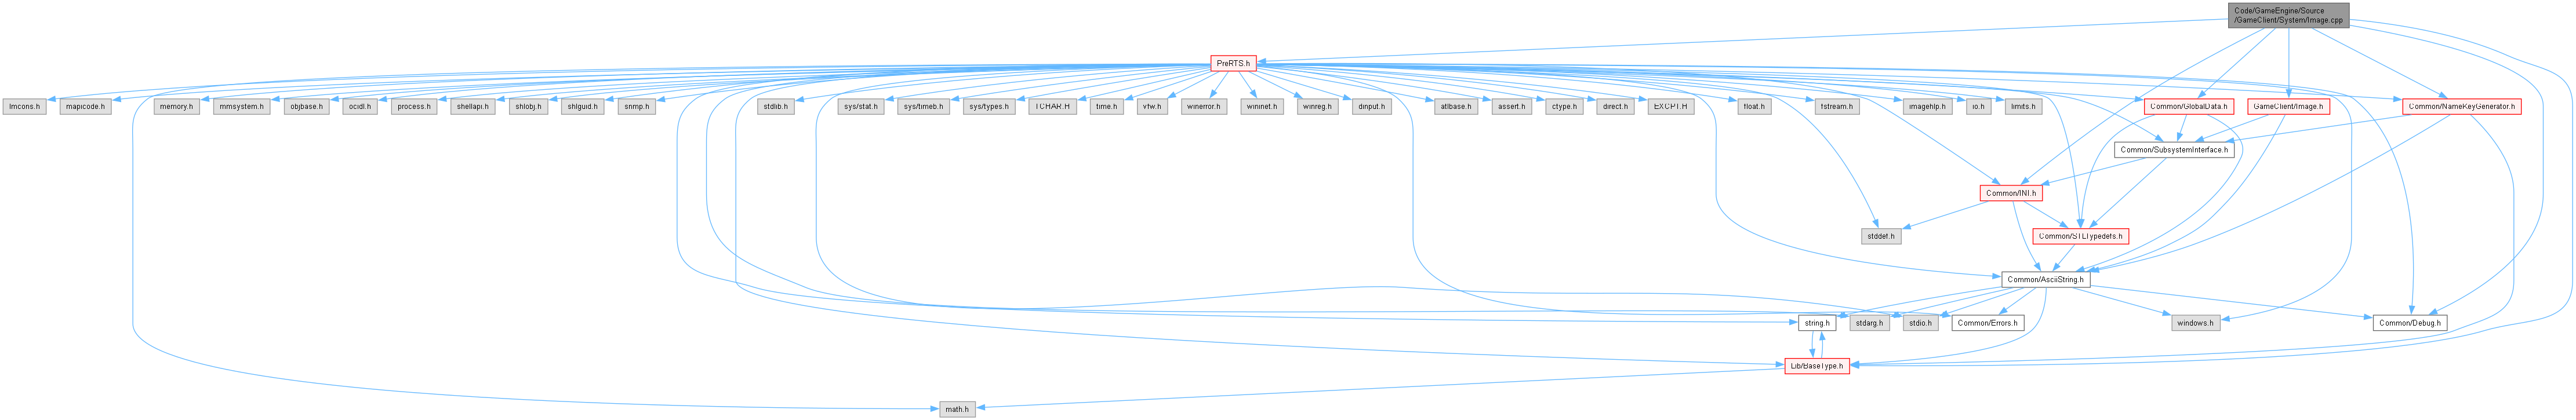 Code/GameEngine/Source
/GameClient/System/Image.cpp
PreRTS.h
lmcons.h
mapicode.h
memory.h
mmsystem.h
objbase.h
ocidl.h
process.h
shellapi.h
shlobj.h
shlguid.h
snmp.h
stdlib.h
sys/stat.h
sys/timeb.h
sys/types.h
TCHAR.H
time.h
vfw.h
winerror.h
wininet.h
winreg.h
dinput.h
atlbase.h
assert.h
ctype.h
direct.h
EXCPT.H
float.h
fstream.h
imagehlp.h
io.h
limits.h
Common/GlobalData.h
GameClient/Image.h
Common/NameKeyGenerator.h
Common/SubsystemInterface.h
Common/INI.h
stddef.h
Common/STLTypedefs.h
Common/AsciiString.h
string.h
stdarg.h
stdio.h
Common/Errors.h
windows.h
Common/Debug.h
Lib/BaseType.h
math.h